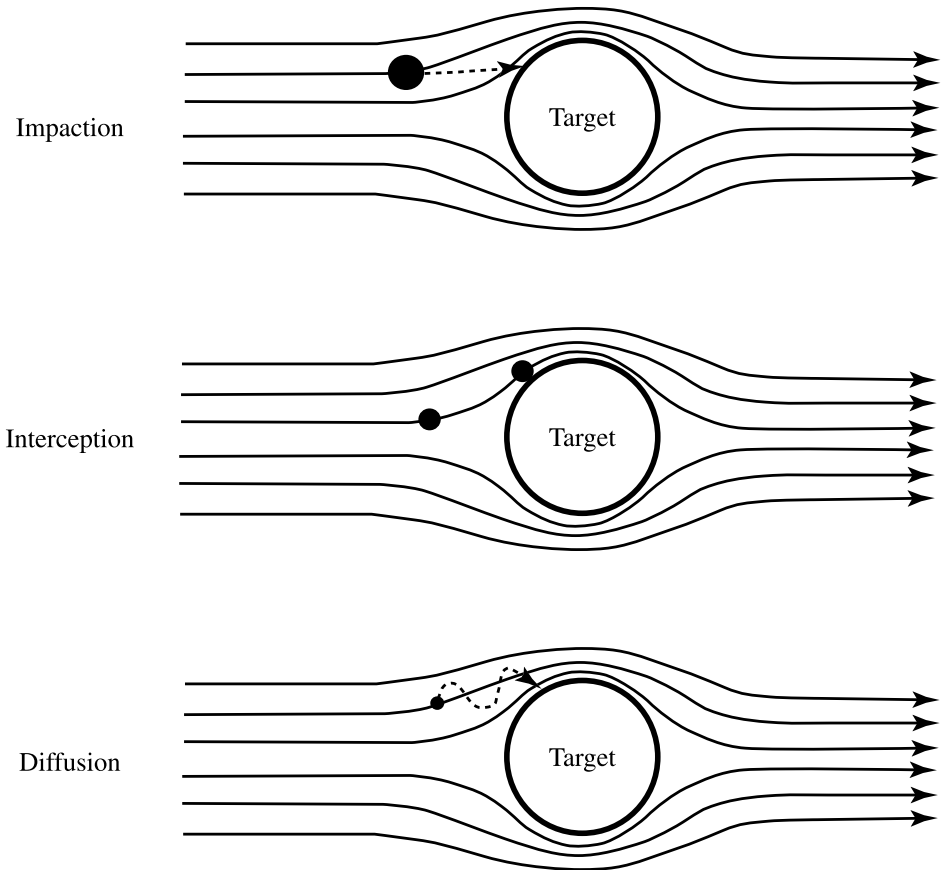 Target
Impaction
Target
Interception
Target
Diffusion